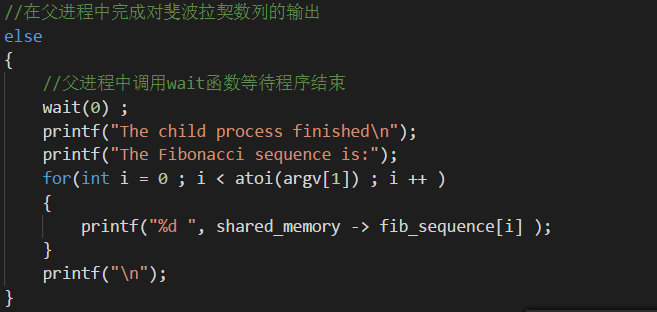 //在父进程中完成对斐波拉契数列的输出
else
{
    //父进程中调用wait函数等待程序结束
    wait(0) ;
    printf("The child process finished\n");
    printf("The Fibonacci sequence is:");
    for(int i = 0 ; i < atoi(argv[1]) ; i ++ )
    {
        printf("%d ", shared_memory -> fib_sequence[i] );
    }
    printf("\n");
}